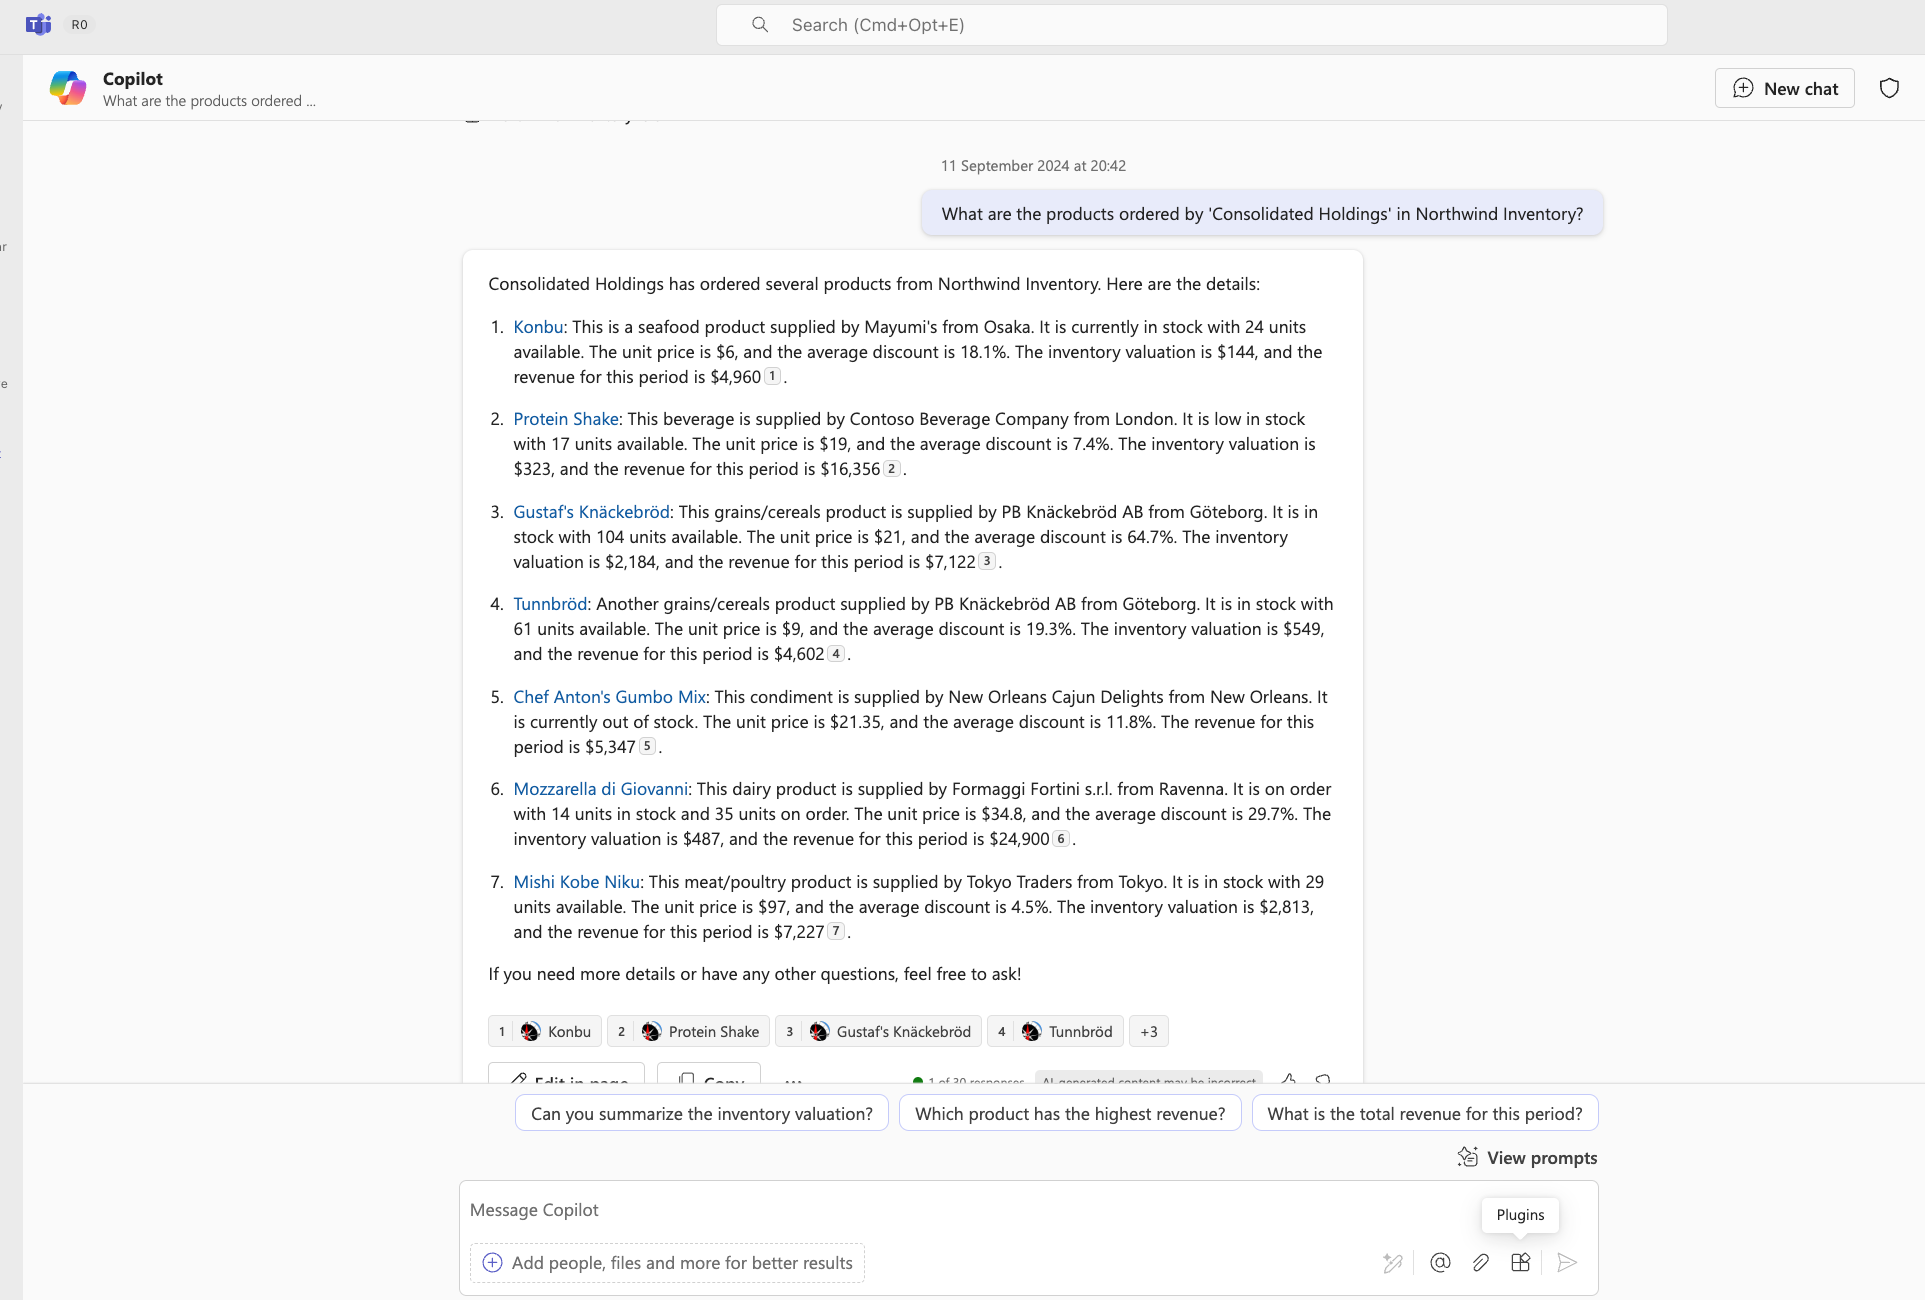 R0
Search (Cmd+Opt+E)
Copilot
What are the products ordered ...
New chat
11 September 2024 at 20:42
What are the products ordered by 'Consolidated Holdings' in Northwind Inventory?
Consolidated Holdings has ordered several products from Northwind Inventory. Here are the details:
1. Konbu: This is a seafood product supplied by Mayumi's from Osaka. It is currently in stock with 24 units
available. The unit price is $6, and the average discount is 18.1%. The inventory valuation is $144, and the
revenue for this period is $4,960 1 .
2. Protein Shake: This beverage is supplied by Contoso Beverage Company from London. It is low in stock
with 17 units available. The unit price is $19, and the average discount is 7.4%. The inventory valuation is
$323, and the revenue for this period is $16,356 2 .
3. Gustaf's Knäckebröd: This grains/cereals product is supplied by PB Knäckebröd AB from Göteborg. It is in
stock with 104 units available. The unit price is $21, and the average discount is 64.7%. The inventory
valuation is $2,184, and the revenue for this period is $7,122 3 .
4. Tunnbröd: Another grains/cereals product supplied by PB Knäckebröd AB from Göteborg. It is in stock with
61 units available. The unit price is $9, and the average discount is 19.3%. The inventory valuation is $549,
and the revenue for this period is $4,602 4 .
5. Chef Anton's Gumbo Mix: This condiment is supplied by New Orleans Cajun Delights from New Orleans. It
is currently out of stock. The unit price is $21.35, and the average discount is 11.8%. The revenue for this
period is $5,347 5 .
6. Mozzarella di Giovanni: This dairy product is supplied by Formaggi Fortini s.r.l. from Ravenna. It is on order
with 14 units in stock and 35 units on order. The unit price is $34.8, and the average discount is 29.7%. The
inventory valuation is $487, and the revenue for this period is $24,900 6 .
7. Mishi Kobe Niku: This meat/poultry product is supplied by Tokyo Traders from Tokyo. It is in stock with 29
units available. The unit price is $97, and the average discount is 4.5%. The inventory valuation is $2,813,
and the revenue for this period is $7,227 7 .
If you need more details or have any other questions, feel free to ask!
1 Konbu 2 Protein Shake 3 Gustaf's Knäckebröd 4 Tunnbröd +3
Edit in page Copy 1 of 30 responses AI-generated content may be incorrect
Can you summarize the inventory valuation? Which product has the highest revenue? What is the total revenue for this period?
View prompts
Message Copilot
Plugins
Add people, files and more for better results